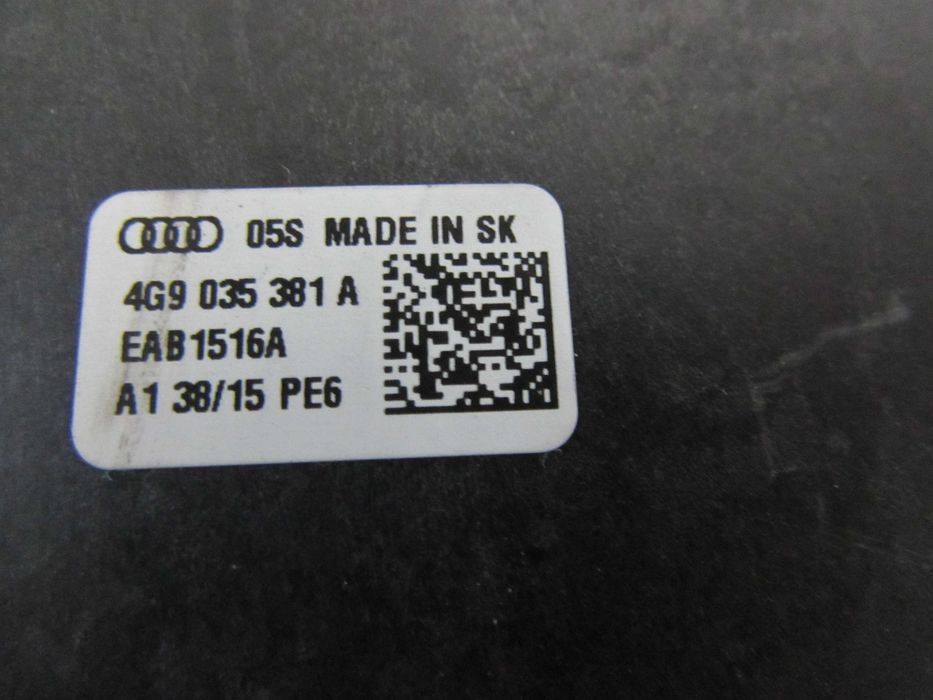 05S MADE IN SK
4G9 035 381 A
EAB1516A
A1 38/15 PE6